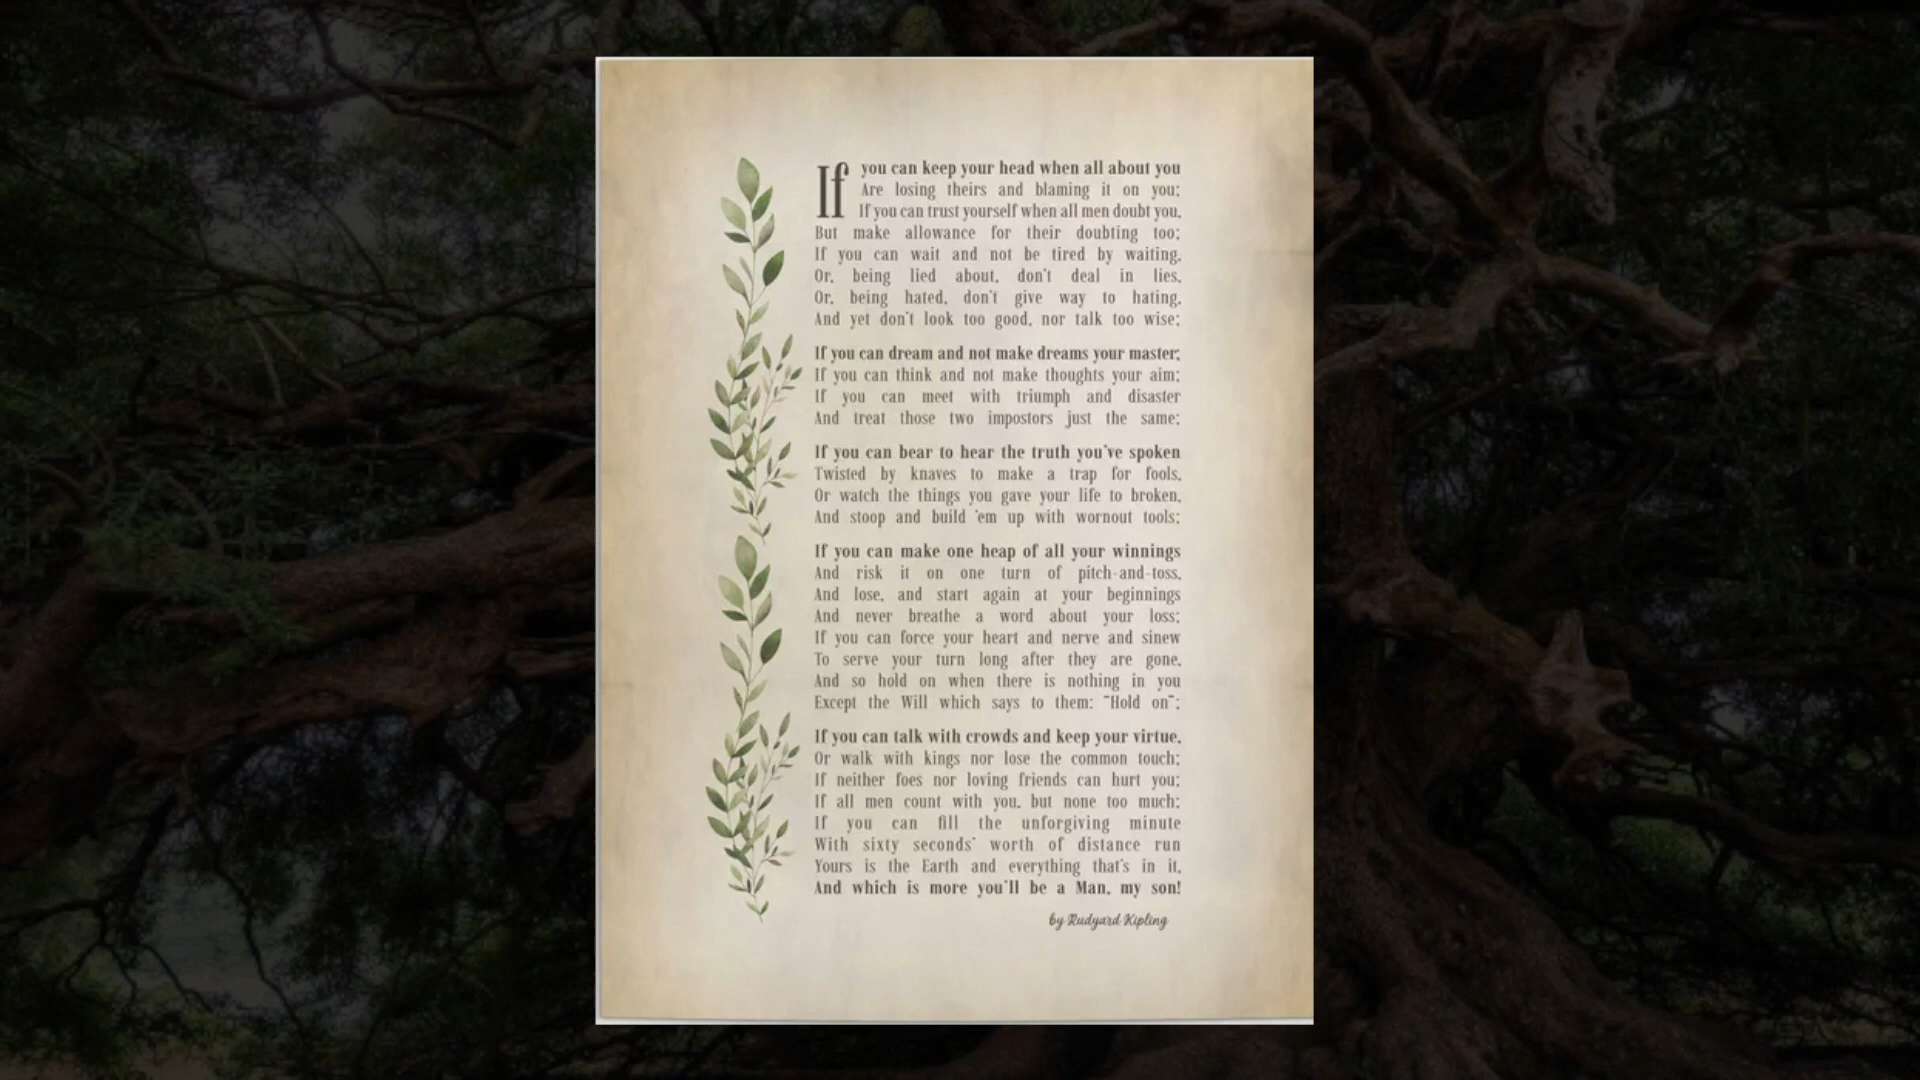 If you can keep your head when all about you
Are losing theirs and blaming it on you;
If you can trust yourself when all men doubt you,
But make allowance for their doubting too;
If you can wait and not be tired by waiting,
Or, being lied about, don't deal in lies,
Or, being hated, don't give way to hating,
And yet don't look too good, nor talk too wise;
If you can dream and not make dreams your master;
If you can think and not make thoughts your aim;
If you can meet with triumph and disaster
And treat those two impostors just the same;
If you can bear to hear the truth you've spoken
Twisted by knaves to make a trap for fools,
Or watch the things you gave your life to broken,
And stoop and build 'em up with wornout tools;
If you can make one heap of all your winnings
And risk it on one turn of pitch-and-toss,
And lose, and start again at your beginnings
And never breathe a word about your loss;
If you can force your heart and nerve and sinew
To serve your turn long after they are gone,
And so hold on when there is nothing in you
Except the Will which says to them: "Hold on";
If you can talk with crowds and keep your virtue,
Or walk with kings nor lose the common touch;
If neither foes nor loving friends can hurt you;
If all men count with you, but none too much;
If you can fill the unforgiving minute
With sixty seconds' worth of distance run
Yours is the Earth and everything that's in it,
And which is more you'll be a Man, my son!
by Rudyard Kipling